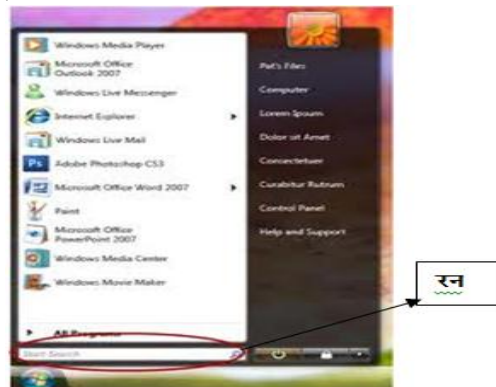 Windows Media Player
Microsoft Office
Outlook 2007
Windows Live Messenger
Internet Explorer
Windows Live Mail
Ps Adobe Photoshop CS3
Microsoft Office Word 2007
Paint
Microsoft Office
PowerPoint 2007
Windows Media Center
Windows Movie Maker
All Programs
Start Search
Pat's Files
Computer
Lorem Ipsum
Dolor sit Amet
Consectetuer
Curabitur Rutrum
Control Panel
Help and Support
रन